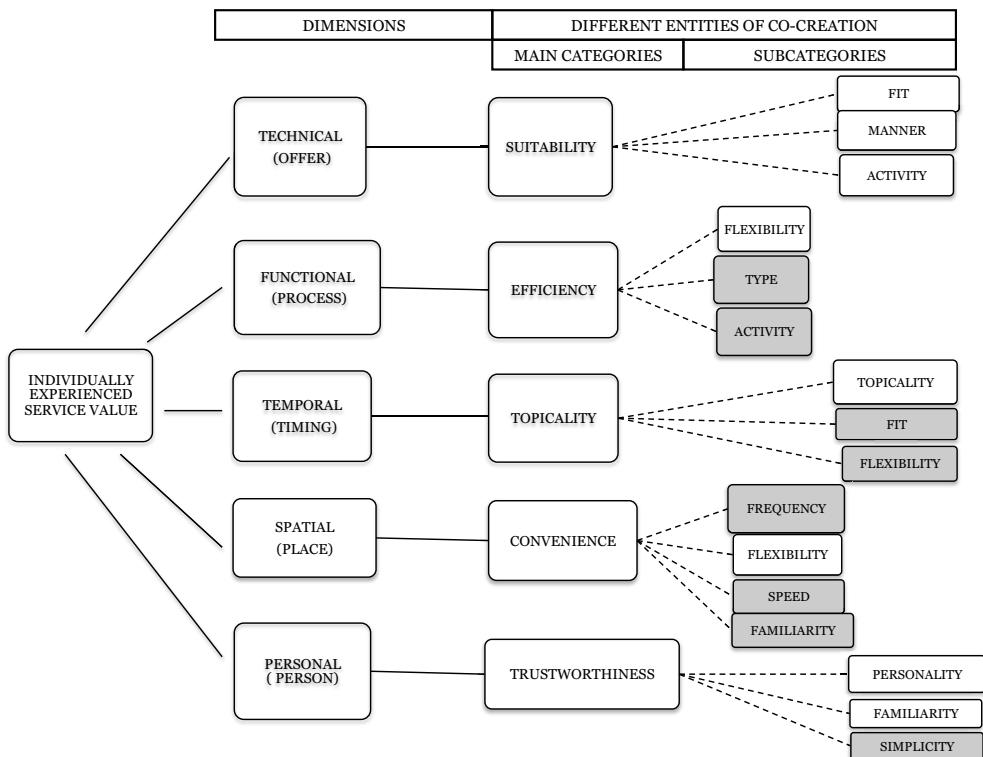 DIMENSIONS
DIFFERENT ENTITIES OF CO-CREATION
MAIN CATEGORIES
SUBCATEGORIES
INDIVIDUALLY
EXPERIENCED
SERVICE VALUE
TECHNICAL
(OFFER)
SUITABILITY
FIT
MANNER
ACTIVITY
FUNCTIONAL
(PROCESS)
EFFICIENCY
FLEXIBILITY
TYPE
ACTIVITY
TEMPORAL
(TIMING)
TOPICALITY
TOPICALITY
FIT
FLEXIBILITY
SPATIAL
(PLACE)
CONVENIENCE
FREQUENCY
FLEXIBILITY
SPEED
FAMILIARITY
PERSONAL
( PERSON)
TRUSTWORTHINESS
PERSONALITY
FAMILIARITY
SIMPLICITY